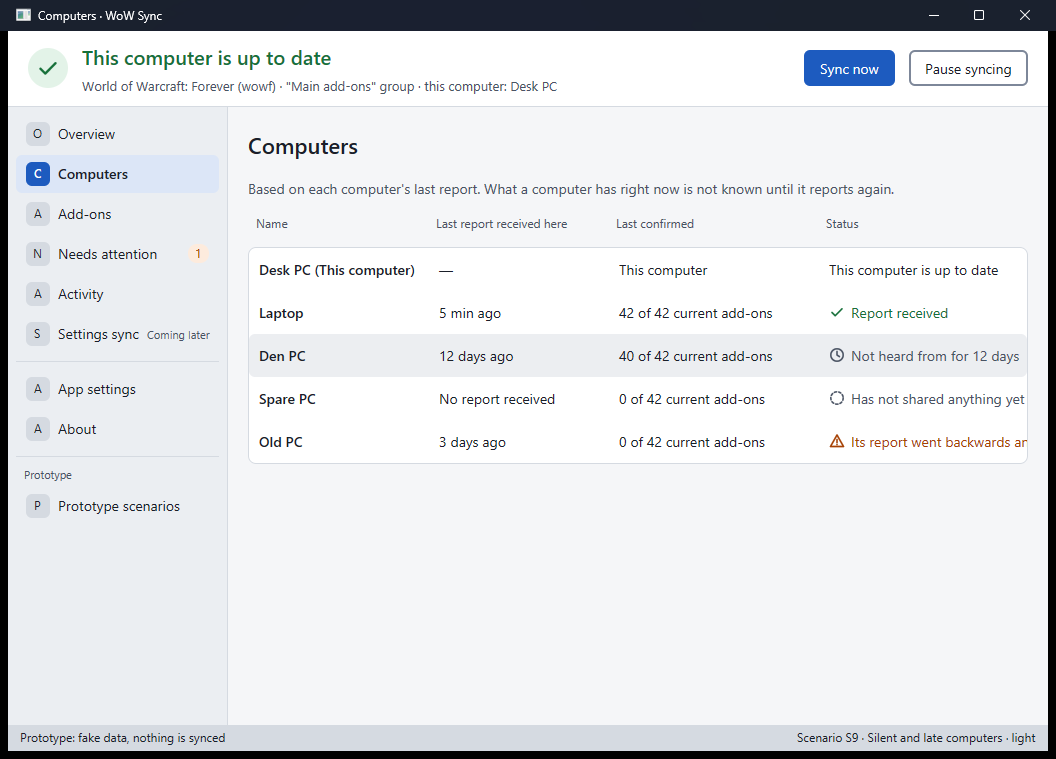 Computers · WoW Sync
This computer is up to date
World of Warcraft: Forever (wowf) · "Main add-ons" group · this computer: Desk PC
Sync now
Pause syncing
O Overview
C Computers
A Add-ons
N Needs attention 1
A Activity
S Settings sync Coming later
A App settings
A About
Prototype
P Prototype scenarios
Computers
Based on each computer's last report. What a computer has right now is not known until it reports again.
Name Last report received here Last confirmed Status
Desk PC (This computer) — This computer This computer is up to date
Laptop 5 min ago 42 of 42 current add-ons Report received
Den PC 12 days ago 40 of 42 current add-ons Not heard from for 12 days
Spare PC No report received 0 of 42 current add-ons Has not shared anything yet
Old PC 3 days ago 0 of 42 current add-ons Its report went backwards
Prototype: fake data, nothing is synced
Scenario S9 · Silent and late computers · light